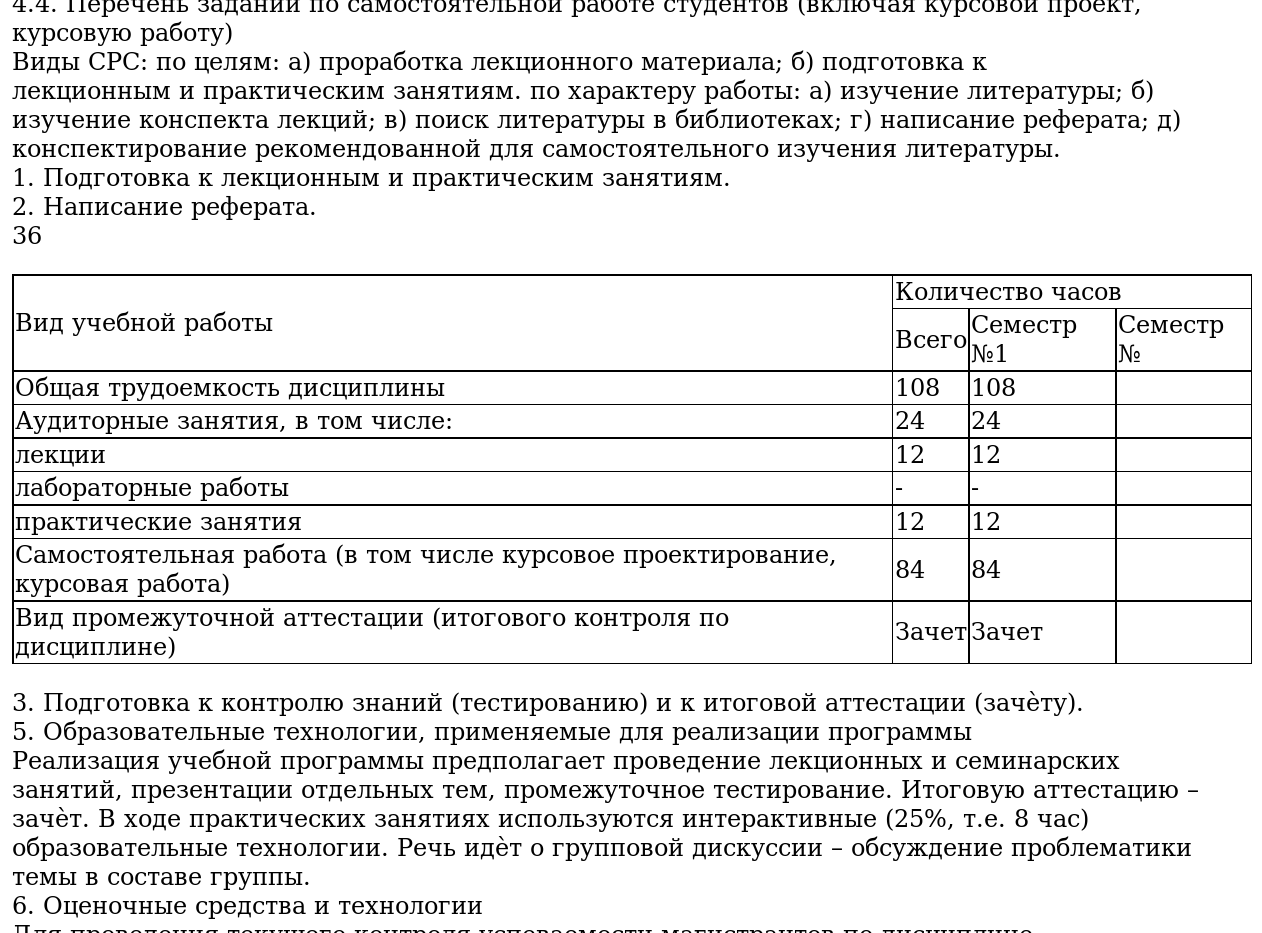 4.4. Перечень заданий по самостоятельной работе студентов (включая курсовой проект,
курсовую работу)
Виды СРС: по целям: а) проработка лекционного материала; б) подготовка к
лекционным и практическим занятиям. по характеру работы: а) изучение литературы; б)
изучение конспекта лекций; в) поиск литературы в библиотеках; г) написание реферата; д)
конспектирование рекомендованной для самостоятельного изучения литературы.
1. Подготовка к лекционным и практическим занятиям.
2. Написание реферата.
36
Вид учебной работы
Количество часов
Всего Семестр №1 Семестр №
Общая трудоемкость дисциплины 108 108
Аудиторные занятия, в том числе: 24 24
лекции 12 12
лабораторные работы - -
практические занятия 12 12
Самостоятельная работа (в том числе курсовое проектирование,
курсовая работа) 84 84
Вид промежуточной аттестации (итогового контроля по
дисциплине) Зачет Зачет
3. Подготовка к контролю знаний (тестированию) и к итоговой аттестации (зачѐту).
5. Образовательные технологии, применяемые для реализации программы
Реализация учебной программы предполагает проведение лекционных и семинарских
занятий, презентации отдельных тем, промежуточное тестирование. Итоговую аттестацию –
зачѐт. В ходе практических занятиях используются интерактивные (25%, т.е. 8 час)
образовательные технологии. Речь идѐт о групповой дискуссии – обсуждение проблематики
темы в составе группы.
6. Оценочные средства и технологии
Для проведения текущего контроля успеваемости магистрантов по дисциплине